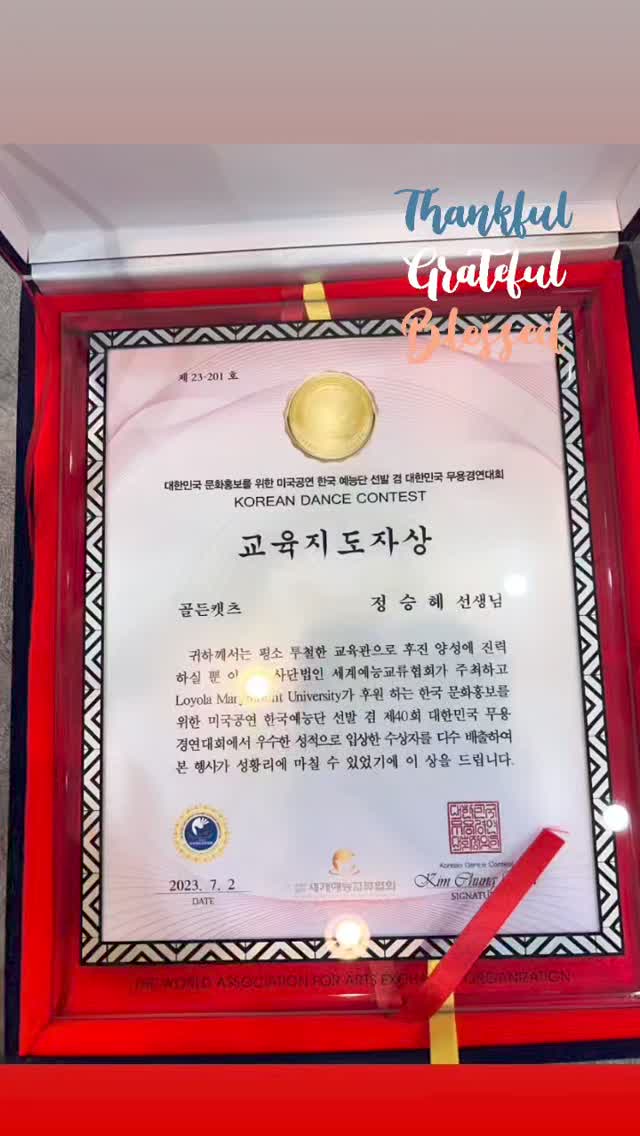 Thankful
Grateful
Blessed
제 23-201 호
대한민국 문화홍보를 위한 미국공연 한국 예능단 선발 겸 대한민국 무용경연대회
KOREAN DANCE CONTEST
교육지도자상
골든캣츠 정승혜 선생님
귀하께서는 평소 투철한 교육관으로 후진 양성에 진력
하실 뿐 사단법인 세계예능교류협회가 주최하고
Loyola University가 후원 하는 한국 문화홍보를
위한 미국공연 한국예능단 선발 겸 제40회 대한민국 무용
경연대회에서 우수한 성적으로 입상한 수상자를 다수 배출하여
본 행사가 성황리에 마칠 수 있었기에 이 상을 드립니다.
2023. 7. 2
DATE
세계예능교류협회
Korean Dance Contest
Kim Chung
THE WORLD ASSOCIATION FOR ARTS ORGANIZATION